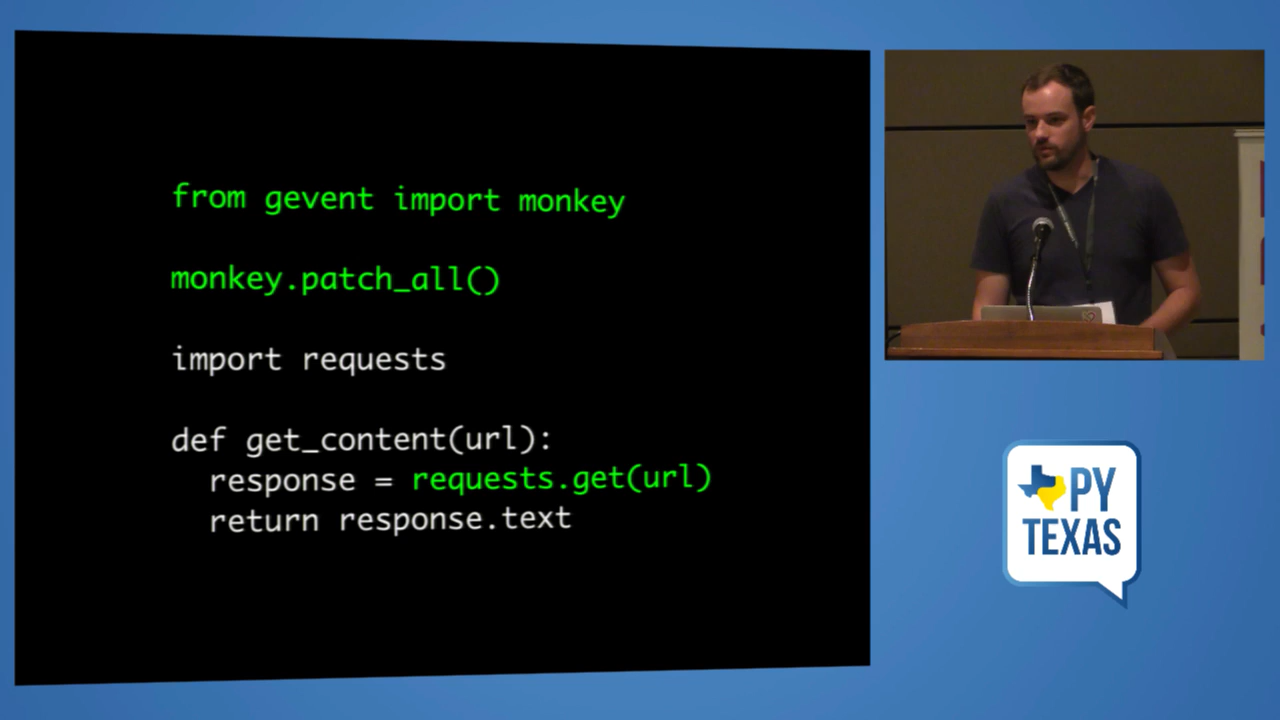 from gevent import monkey
monkey.patch_all()
import requests
def get_content(url):
  response = requests.get(url)
  return response.text
PY
TEXAS